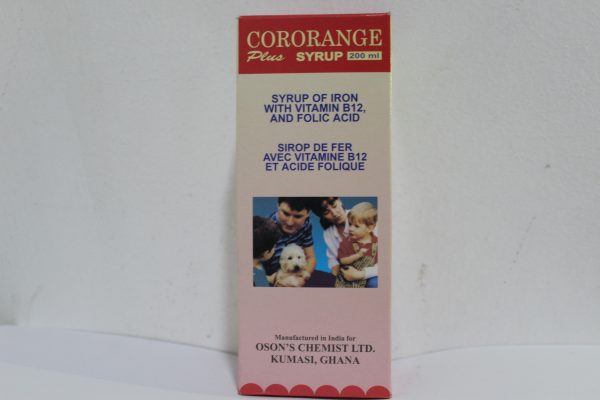 CORORANGE
Plus SYRUP 200 ml
SYRUP OF IRON
WITH VITAMIN B12,
AND FOLIC ACID
SIROP DE FER
AVEC VITAMINE B12
ET ACIDE FOLIQUE
Manufactured in India for
OSON'S CHEMIST LTD.
KUMASI, GHANA